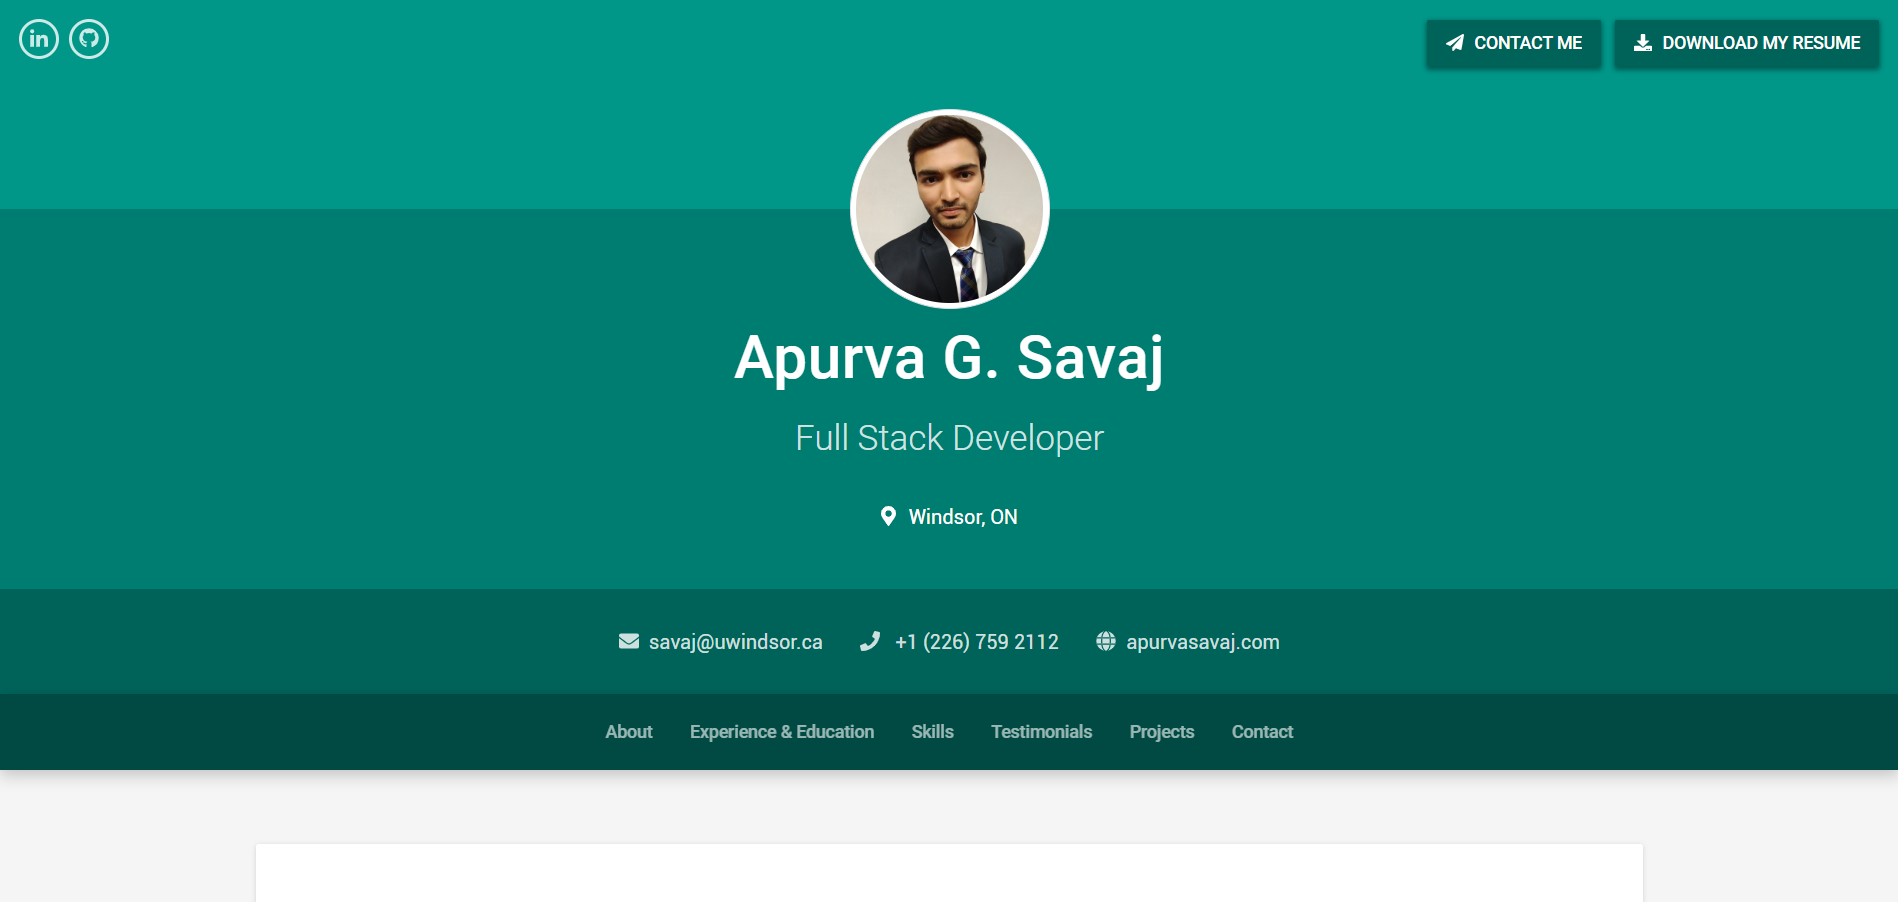 in
CONTACT ME
DOWNLOAD MY RESUME
Apurva G. Savaj
Full Stack Developer
Windsor, ON
savaj@uwindsor.ca +1 (226) 759 2112 apurvasavaj.com
About Experience & Education Skills Testimonials Projects Contact